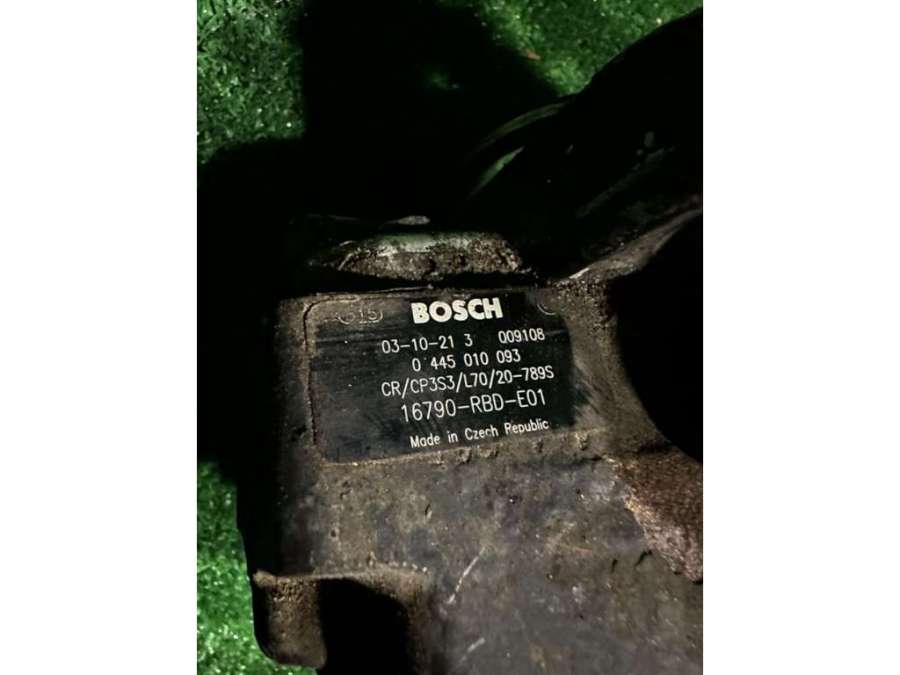 BOSCH
03-10-21 3 009108
0 445 010 093
CR/CP3S3/L70/20-789S
16790-RBD-E01
Made in Czech Republic